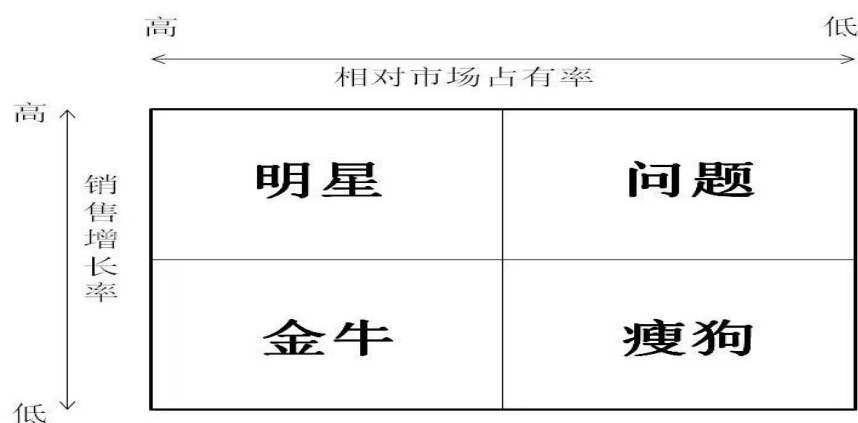 高 低
相对市场占有率
高
销售增长率
明星 问题
金牛 瘦狗
低